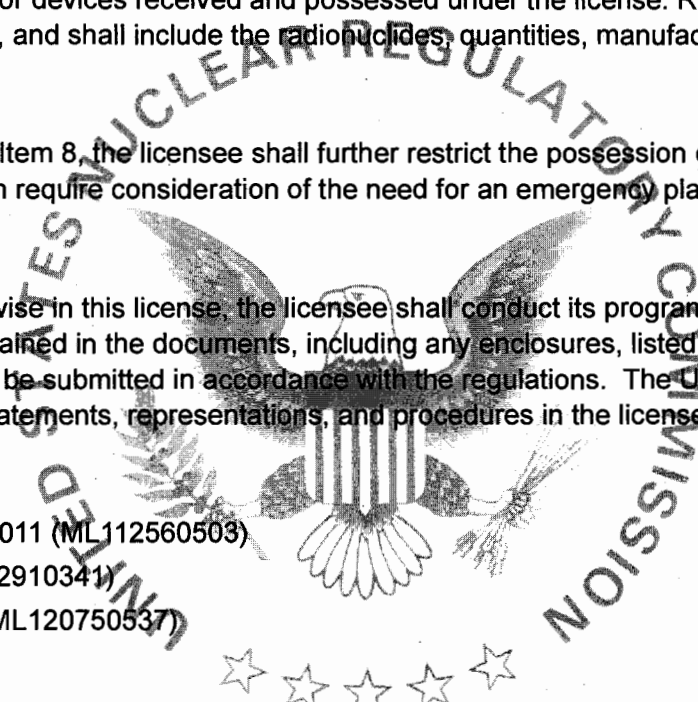 or devices received and possessed under the license. R
, and shall include the radionuclides, quantities, manufac
Item 8, the licensee shall further restrict the possession
n require consideration of the need for an emergency pla
vise in this license, the licensee shall conduct its program
ained in the documents, including any enclosures, listed
be submitted in accordance with the regulations. The U
atements, representations, and procedures in the license
011 (ML112560503)
2910341)
ML120750537)
UNITED STATES NUCLEAR REGULATORY COMMISSION